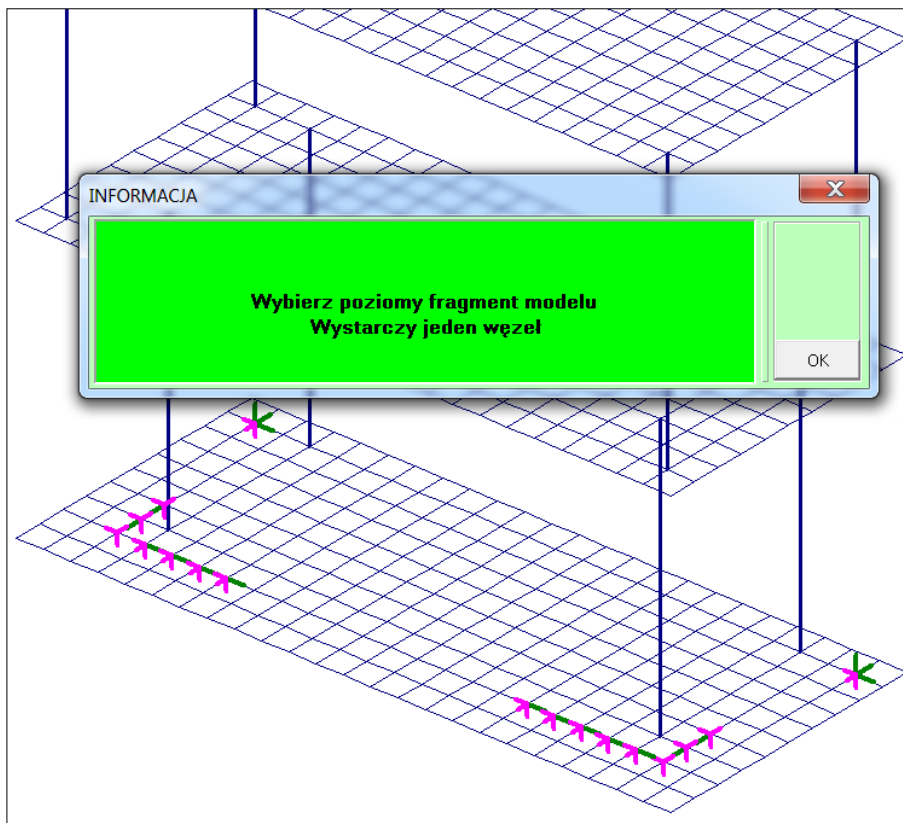 INFORMACJA
Wybierz poziomy fragment modelu
Wystarczy jeden węzeł
OK